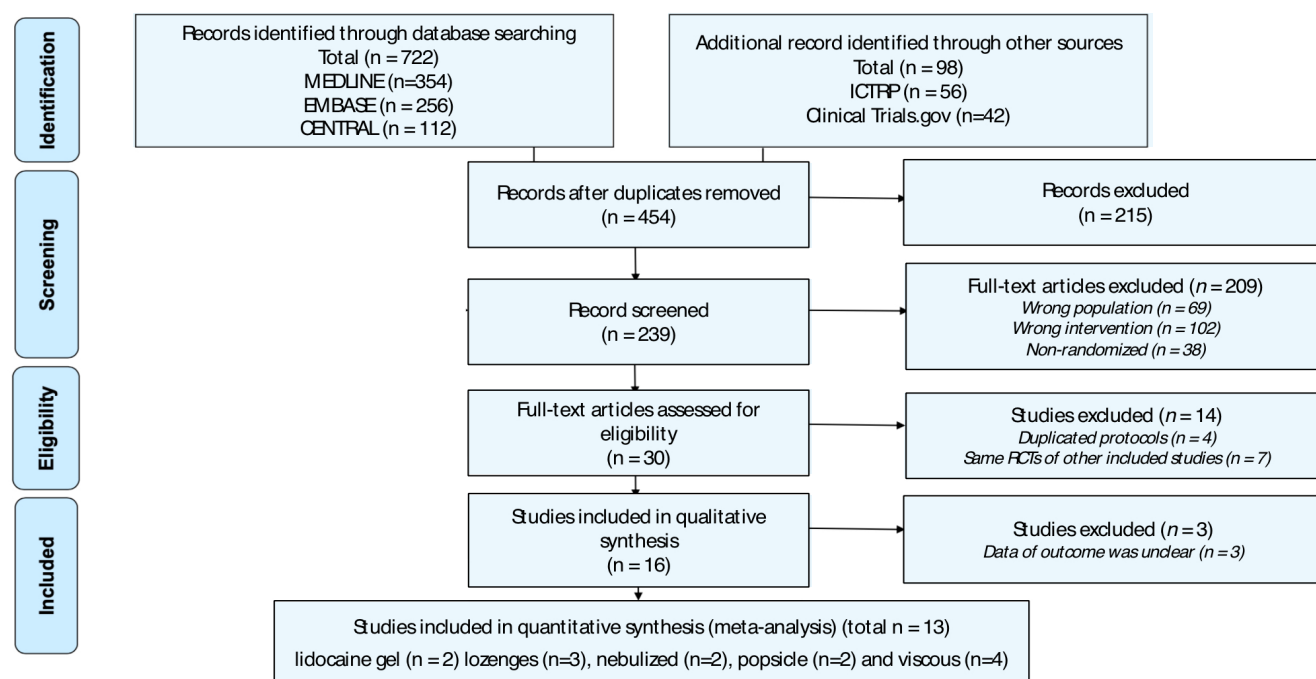 Identification
Records identified through database searching
Total (n = 722)
MEDLINE (n=354)
EMBASE (n = 256)
CENTRAL (n = 112)
Additional record identified through other sources
Total (n = 98)
ICTRP (n = 56)
Clinical Trials.gov (n=42)
Screening
Records after duplicates removed
(n = 454)
Records excluded
(n = 215)
Record screened
(n = 239)
Full-text articles excluded (n = 209)
Wrong population (n = 69)
Wrong intervention (n = 102)
Non-randomized (n = 38)
Eligibility
Full-text articles assessed for
eligibility
(n = 30)
Studies excluded (n = 14)
Duplicated protocols (n = 4)
Same RCTs of other included studies (n = 7)
Included
Studies included in qualitative
synthesis
(n = 16)
Studies excluded (n = 3)
Data of outcome was unclear (n = 3)
Studies included in quantitative synthesis (meta-analysis) (total n = 13)
lidocaine gel (n = 2) lozenges (n=3), nebulized (n=2), popsicle (n=2) and viscous (n=4)